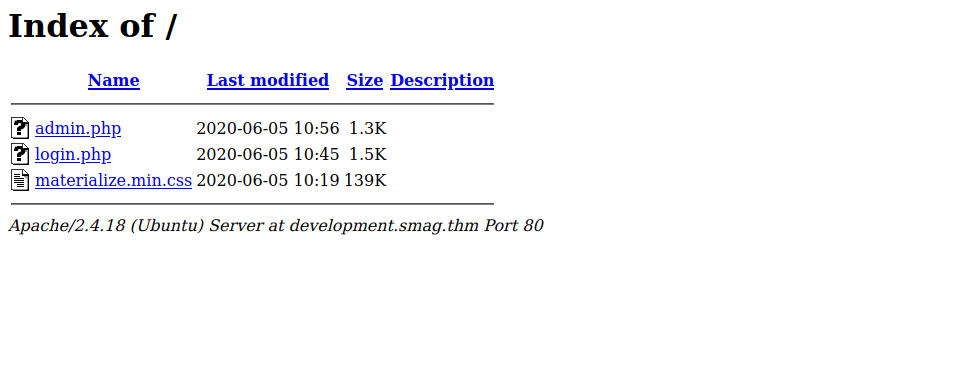 Index of /
Name Last modified Size Description
admin.php 2020-06-05 10:56 1.3K
login.php 2020-06-05 10:45 1.5K
materialize.min.css 2020-06-05 10:19 139K
Apache/2.4.18 (Ubuntu) Server at development.smag.thm Port 80